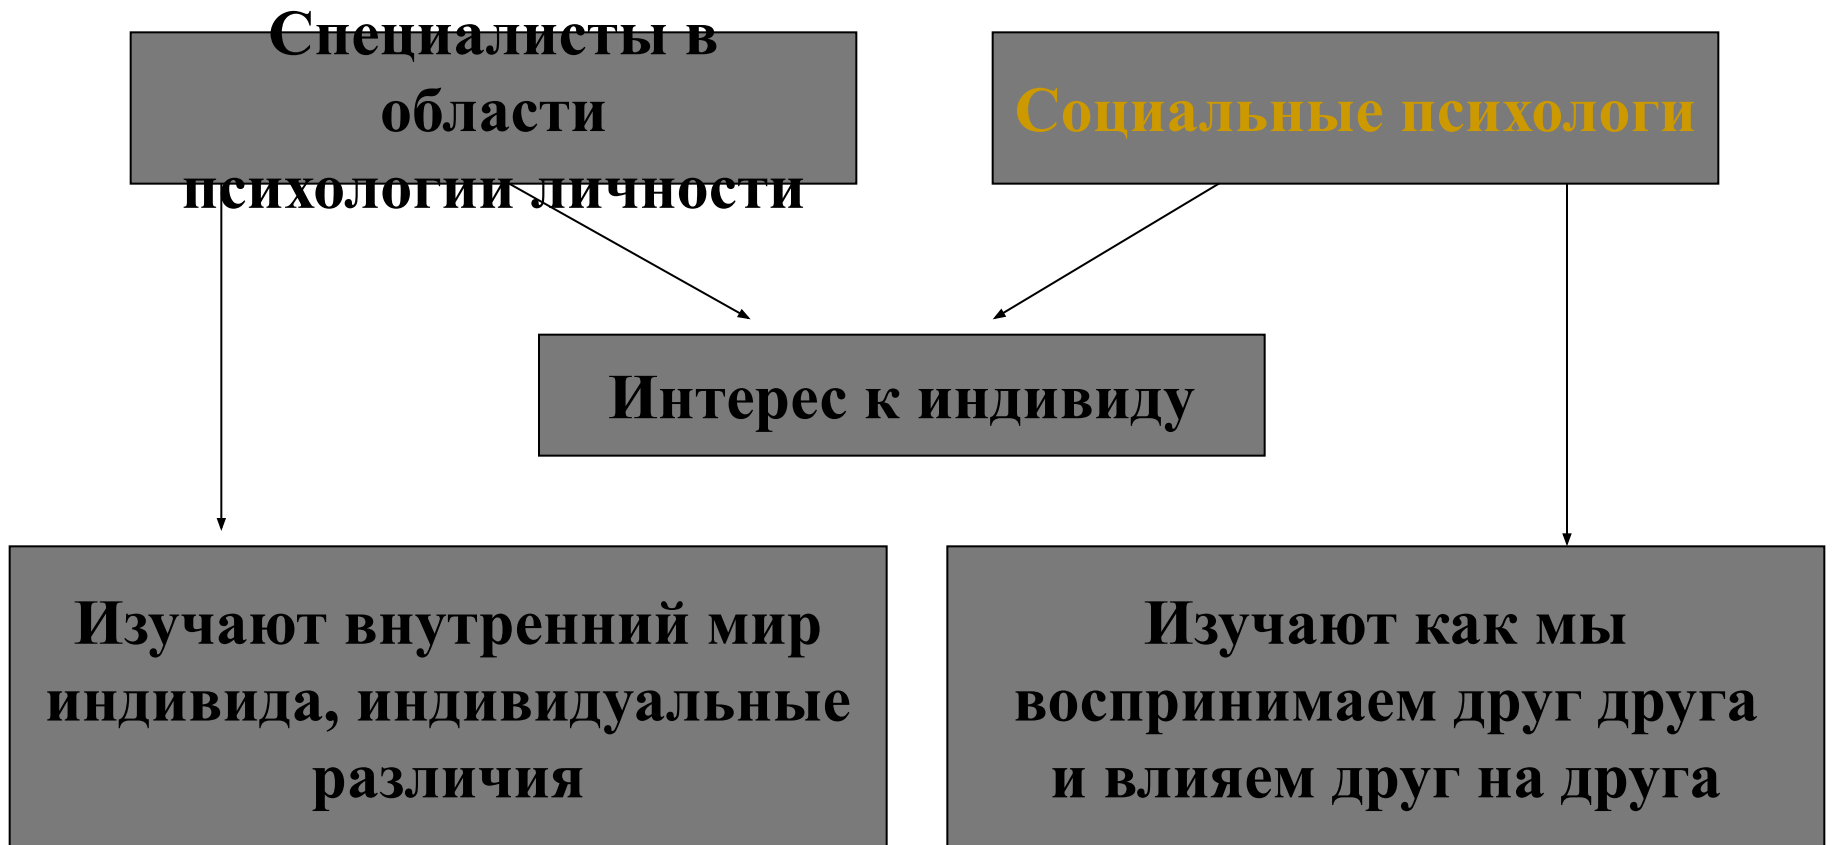 Специалисты в
области
психологии личности
Социальные психологи
Интерес к индивиду
Изучают внутренний мир
индивида, индивидуальные
различия
Изучают как мы
воспринимаем друг друга
и влияем друг на друга